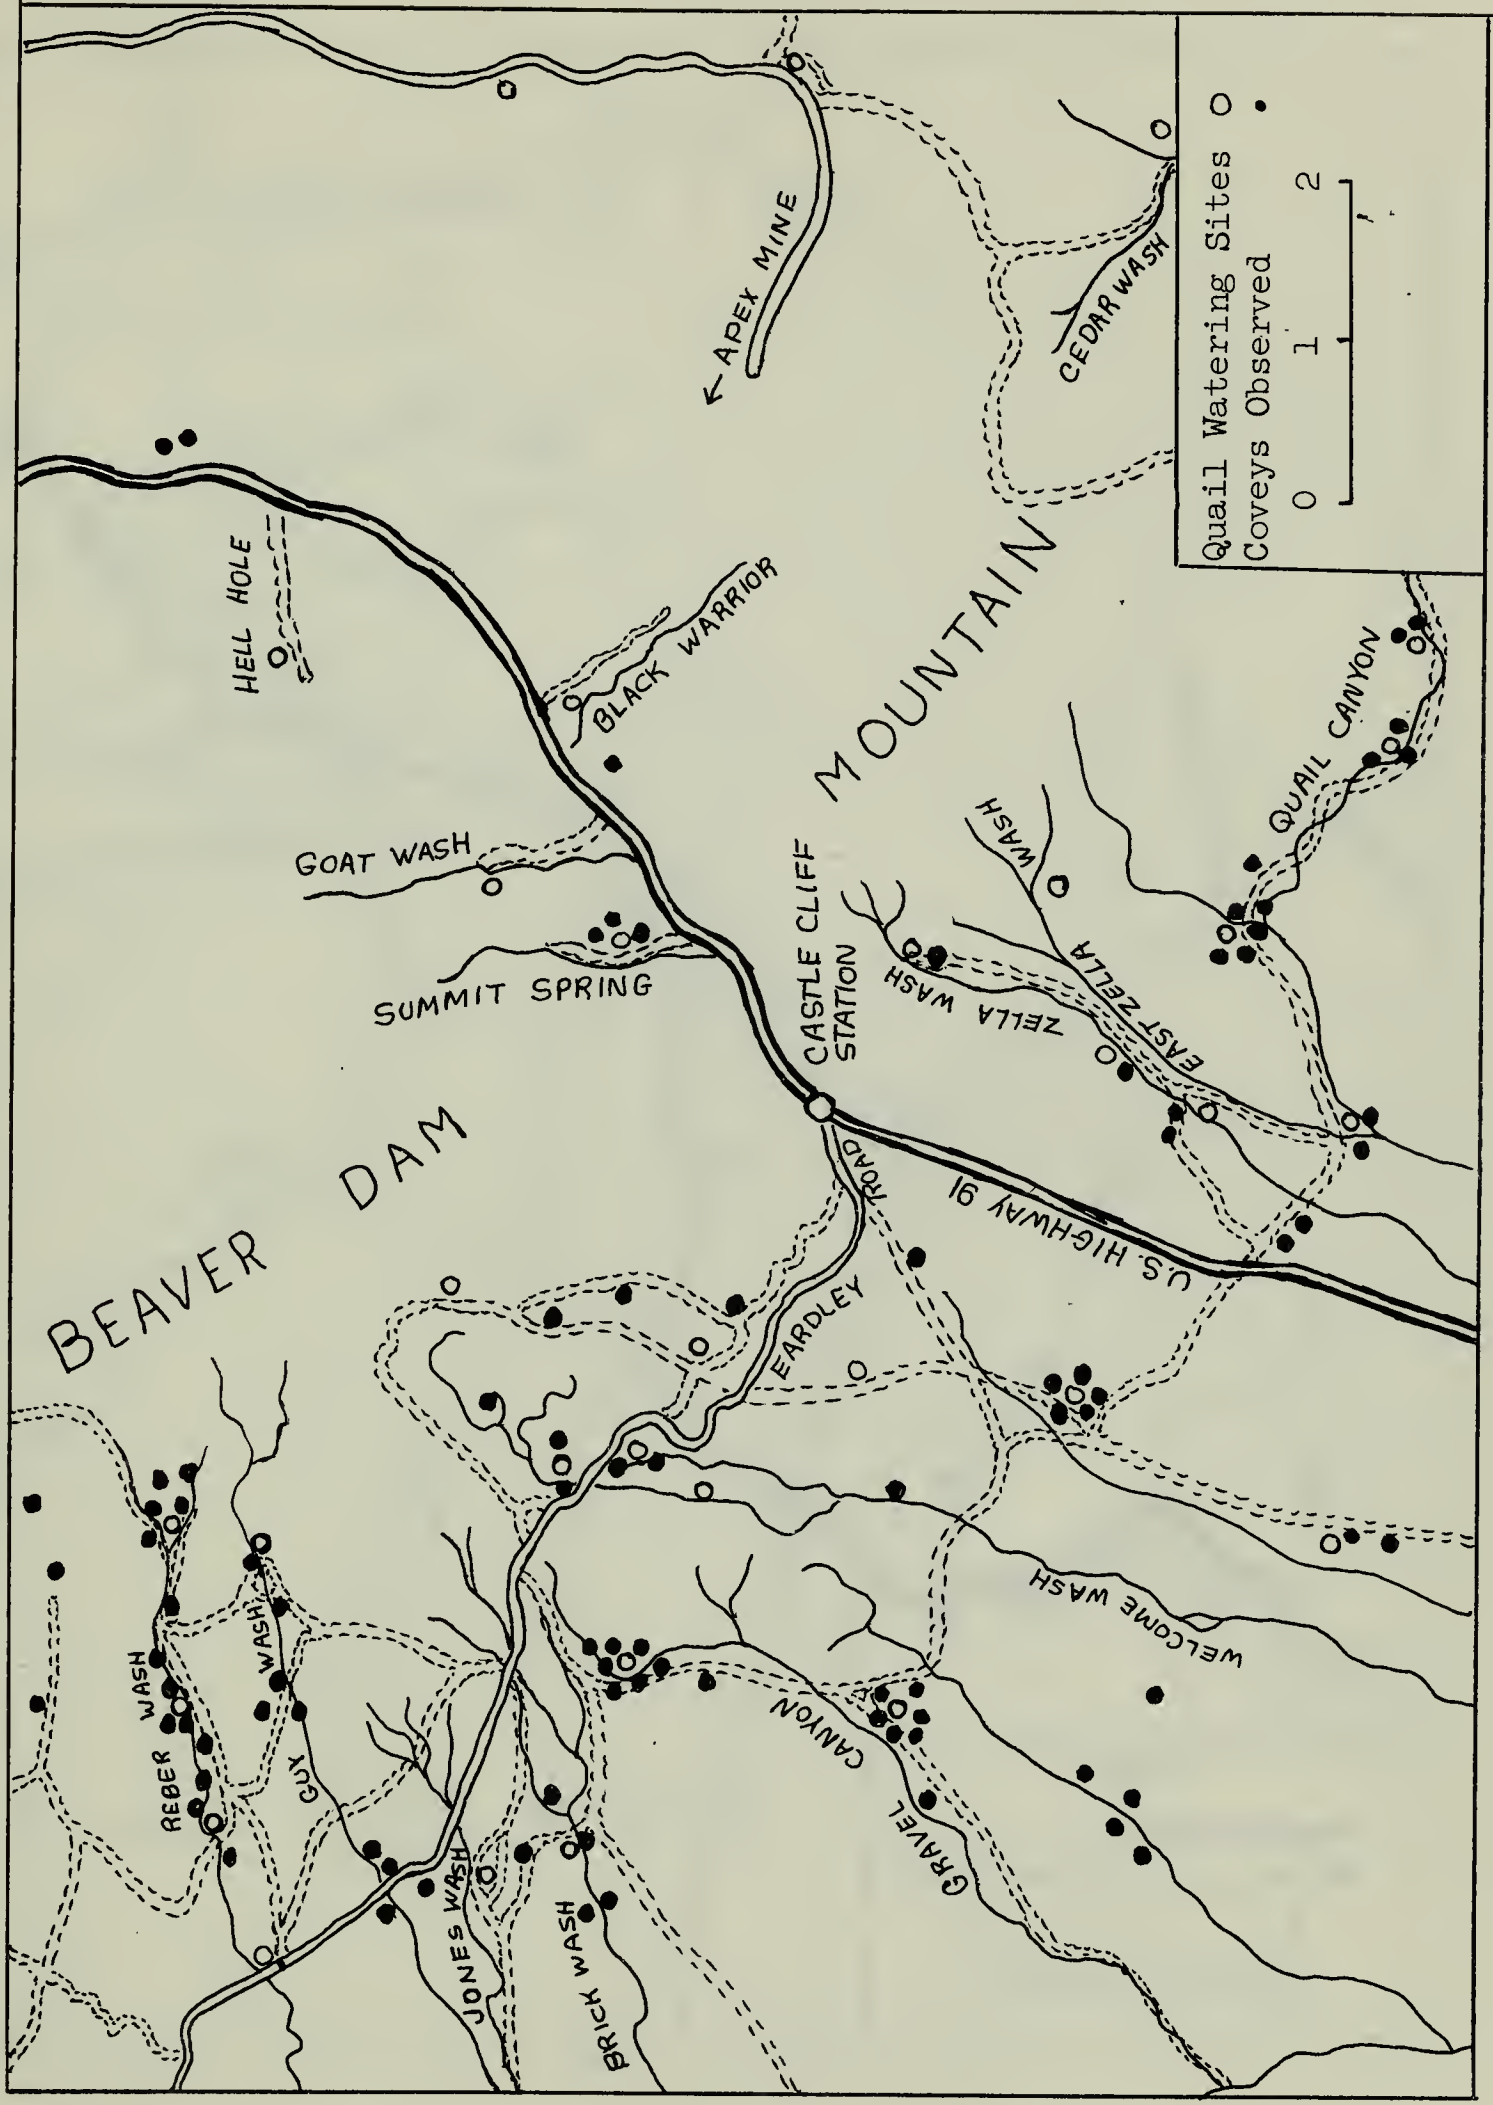 BEAVER
DAM
MOUNTAIN
REBER WASH
GUY WASH
JONES WASH
BRICK WASH
GRAVEL CANYON
WELCOME WASH
EARDLEY ROAD
U.S. HIGHWAY 91
CASTLE CLIFF
STATION
SUMMIT SPRING
GOAT WASH
HELL HOLE
BLACK WARRIOR
← APEX MINE
CEDAR WASH
ZELLA WASH
EAST ZELLA WASH
QUAIL CANYON
Quail Watering Sites O
Coveys Observed •
0 1 2